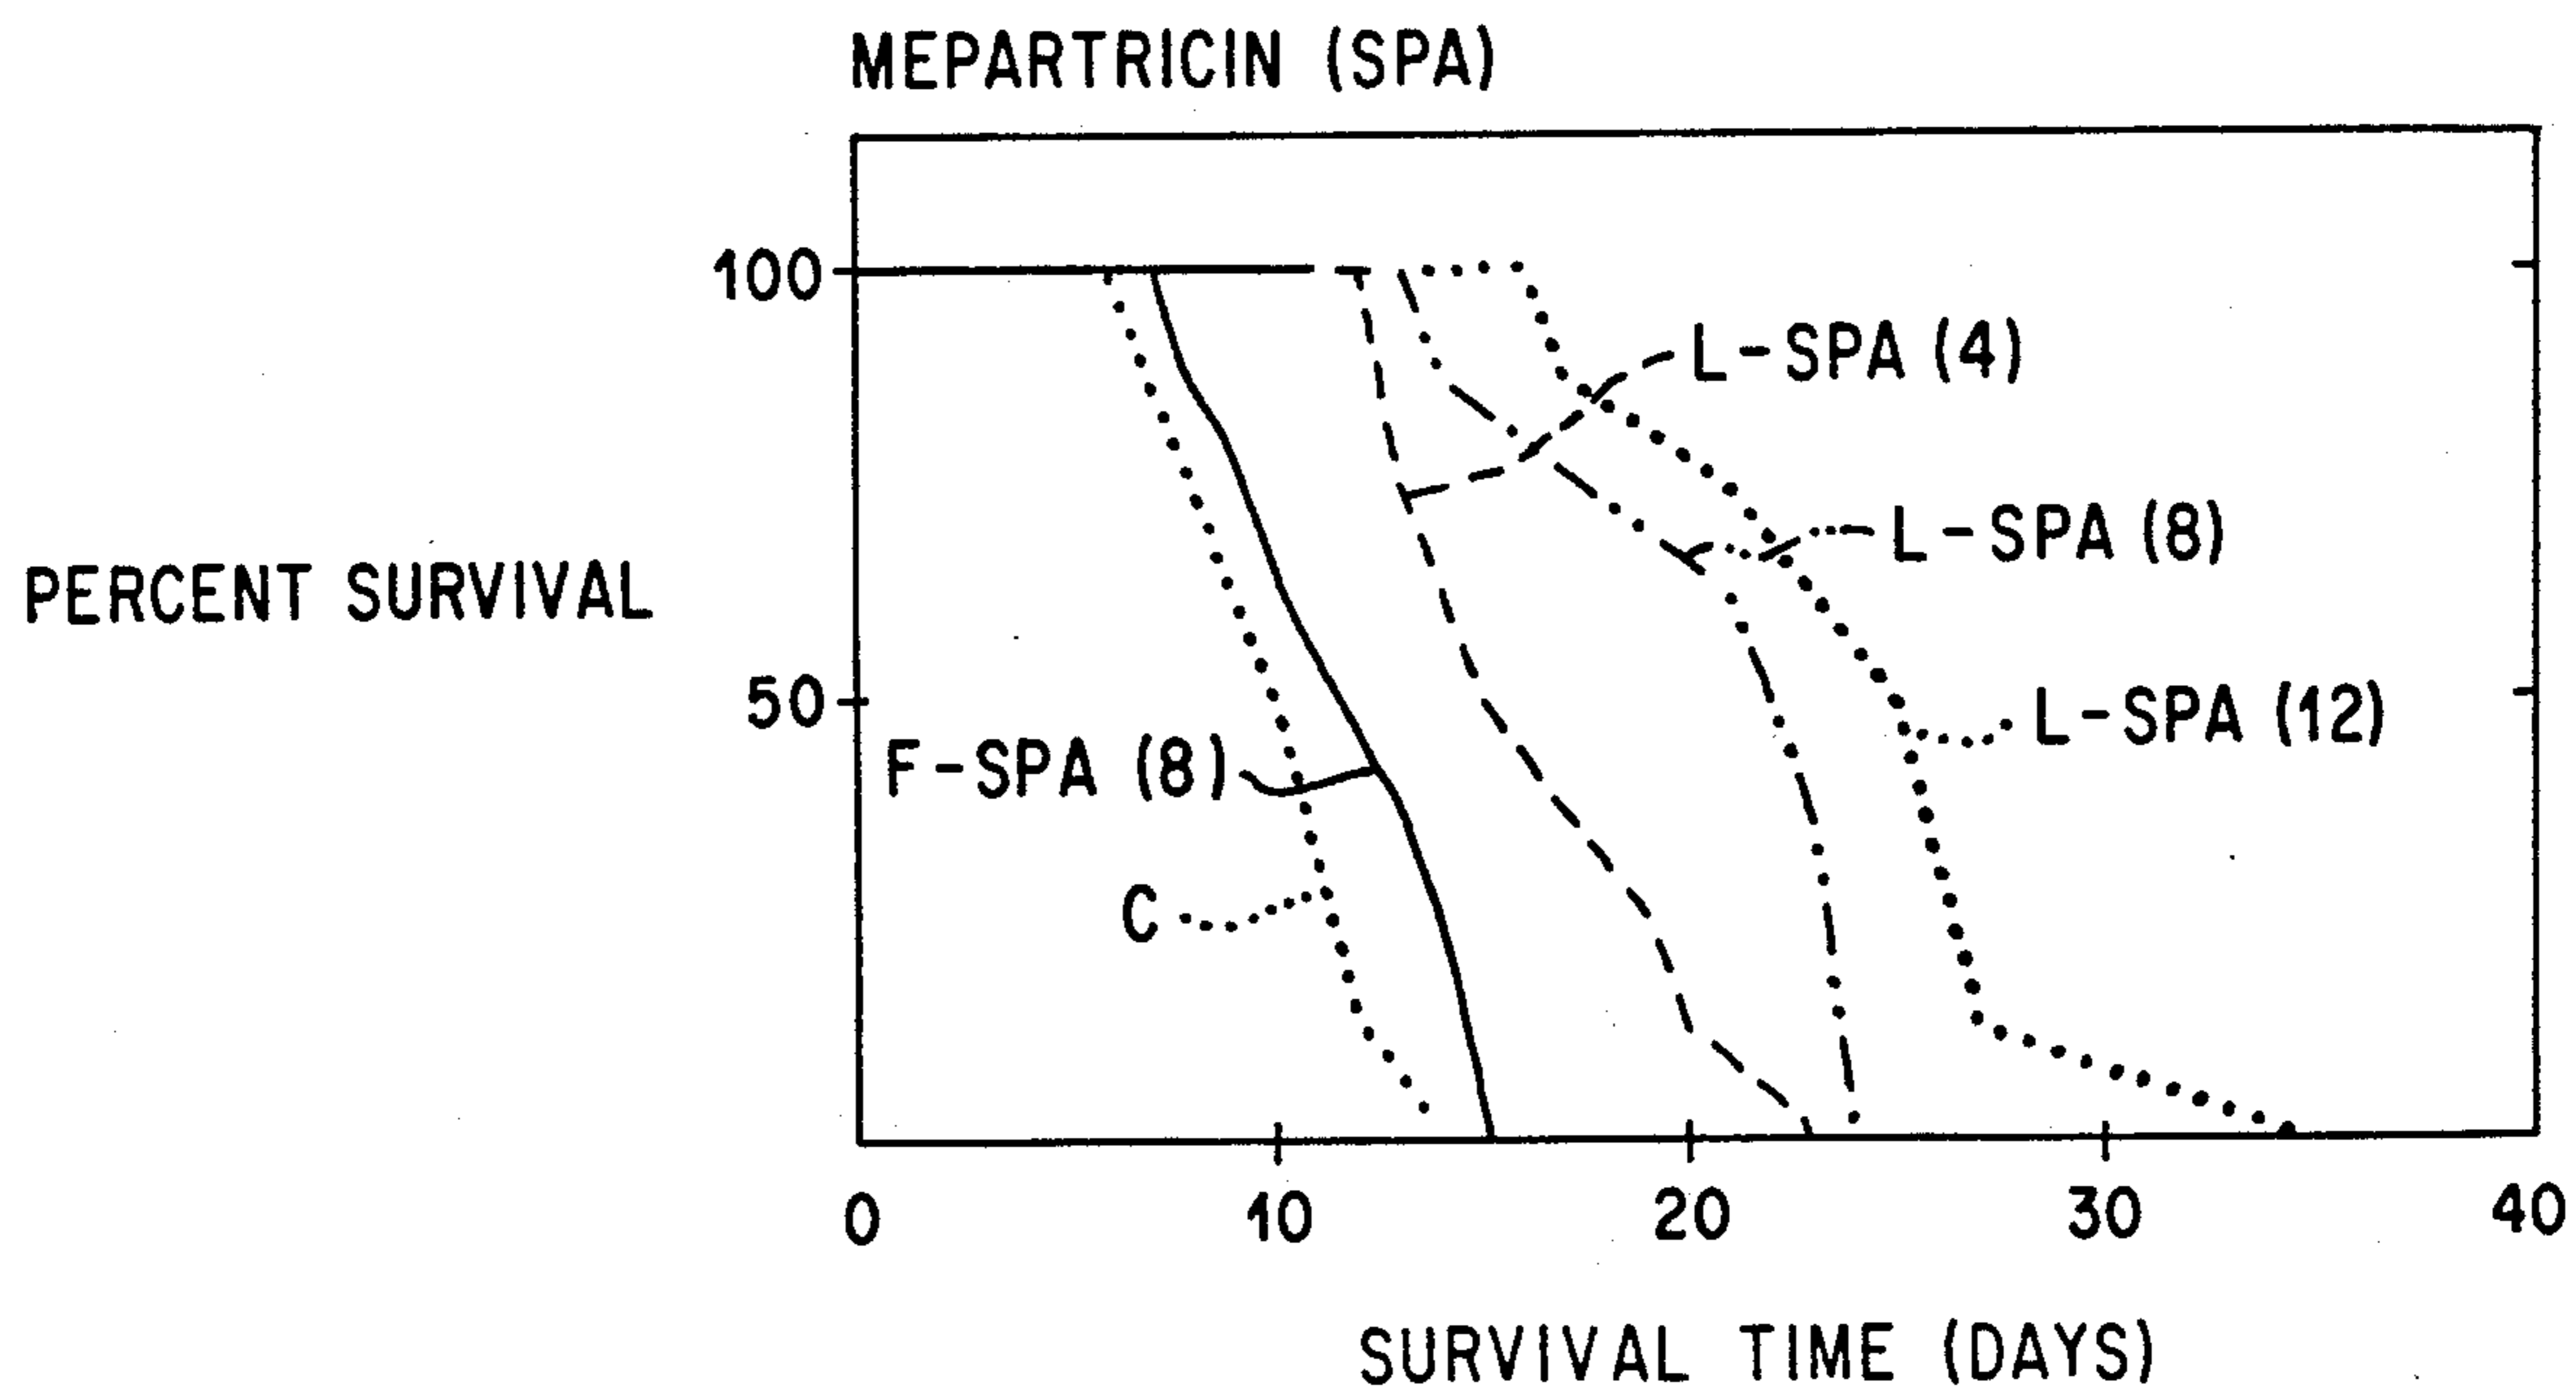 MEPARTRICIN (SPA)
100
L-SPA (4)
L-SPA (8)
PERCENT SURVIVAL
50
L-SPA (12)
F-SPA (8)
C
0 10 20 30 40
SURVIVAL TIME (DAYS)